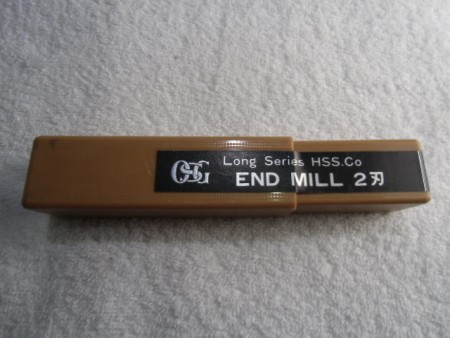 OSG
Long Series HSS.Co
END MILL 2刃